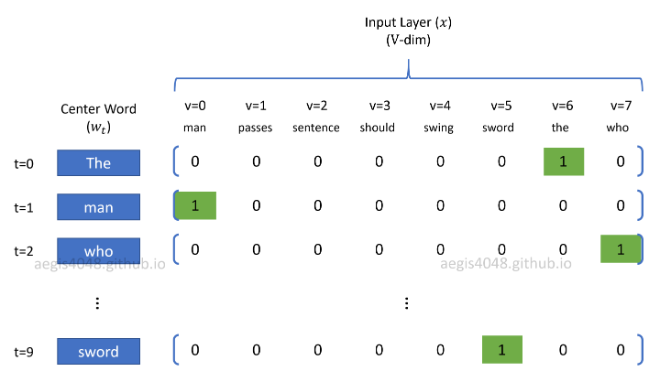 Input Layer (x)
(V-dim)
Center Word
(wₜ)
v=0 v=1 v=2 v=3 v=4 v=5 v=6 v=7
man passes sentence should swing sword the who
t=0 The 0 0 0 0 0 0 1 0
t=1 man 1 0 0 0 0 0 0 0
t=2 who 0 0 0 0 0 0 0 1
aegis4048.github.io aegis4048.github.io
⋮ ⋮
t=9 sword 0 0 0 0 0 1 0 0